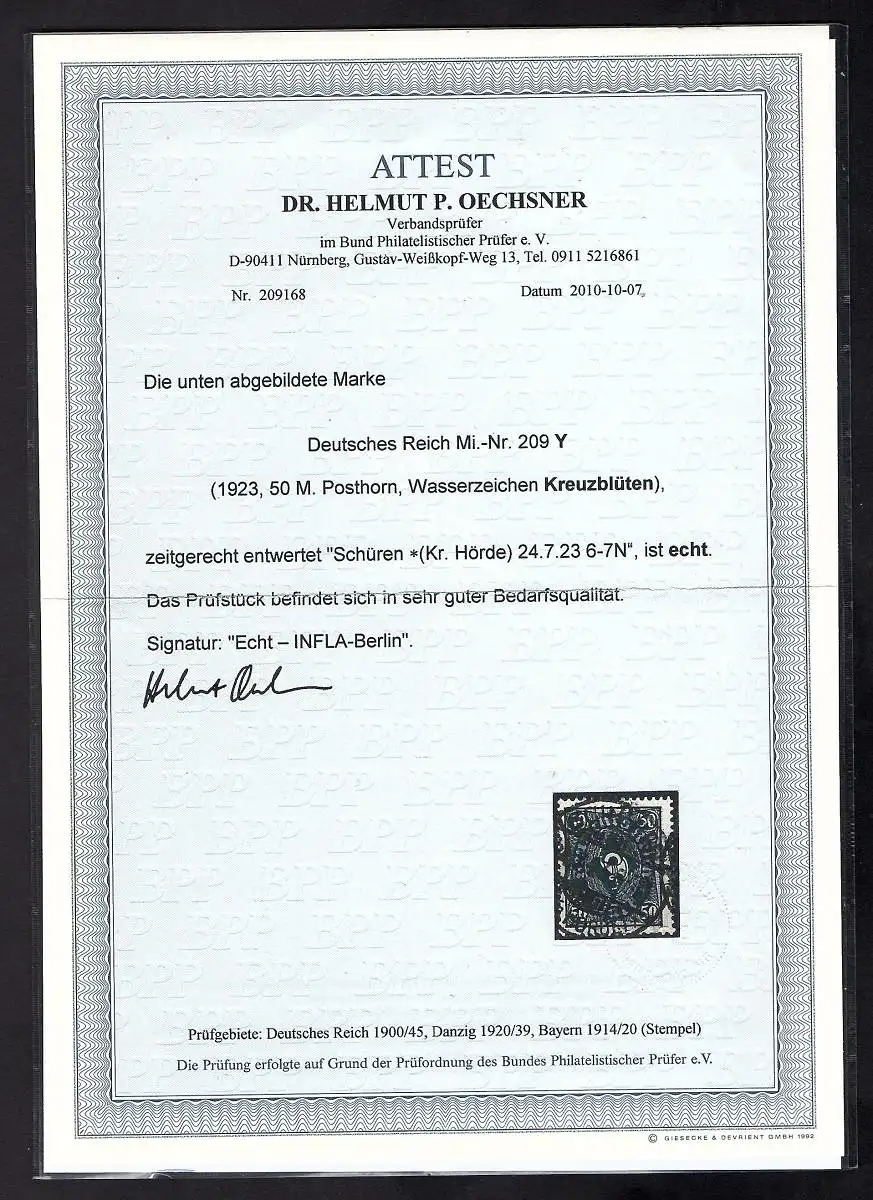 ATTEST
DR. HELMUT P. OECHSNER
Verbandsprüfer
im Bund Philatelistischer Prüfer e. V.
D-90411 Nürnberg, Gustav-Weißkopf-Weg 13, Tel. 0911 5216861
Nr. 209168 Datum 2010-10-07
Die unten abgebildete Marke
Deutsches Reich Mi.-Nr. 209 Y
(1923, 50 M. Posthorn, Wasserzeichen Kreuzblüten),
zeitgerecht entwertet "Schüren *(Kr. Hörde) 24.7.23 6-7N", ist echt.
Das Prüfstück befindet sich in sehr guter Bedarfsqualität.
Signatur: "Echt – INFLA-Berlin".
50
Prüfgebiete: Deutsches Reich 1900/45, Danzig 1920/39, Bayern 1914/20 (Stempel)
Die Prüfung erfolgte auf Grund der Prüfordnung des Bundes Philatelistischer Prüfer e.V.
© GIESECKE & DEVRIENT GMBH 1992